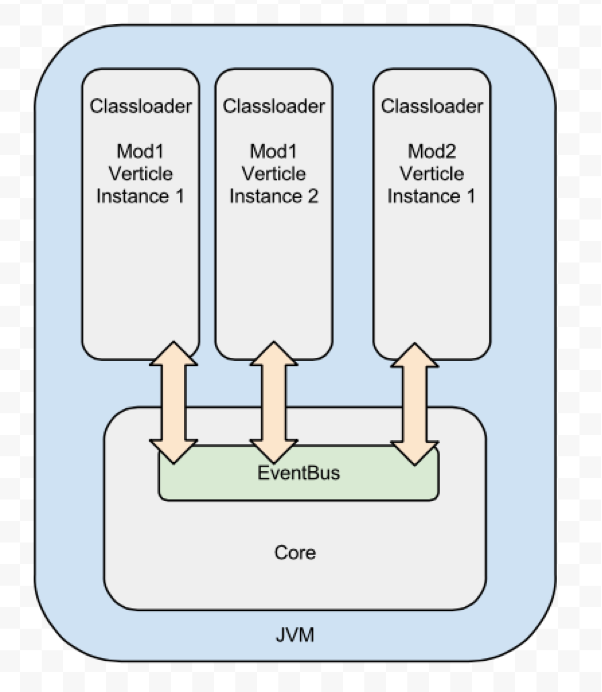 Classloader
Mod1
Verticle
Instance 1
Classloader
Mod1
Verticle
Instance 2
Classloader
Mod2
Verticle
Instance 1
EventBus
Core
JVM